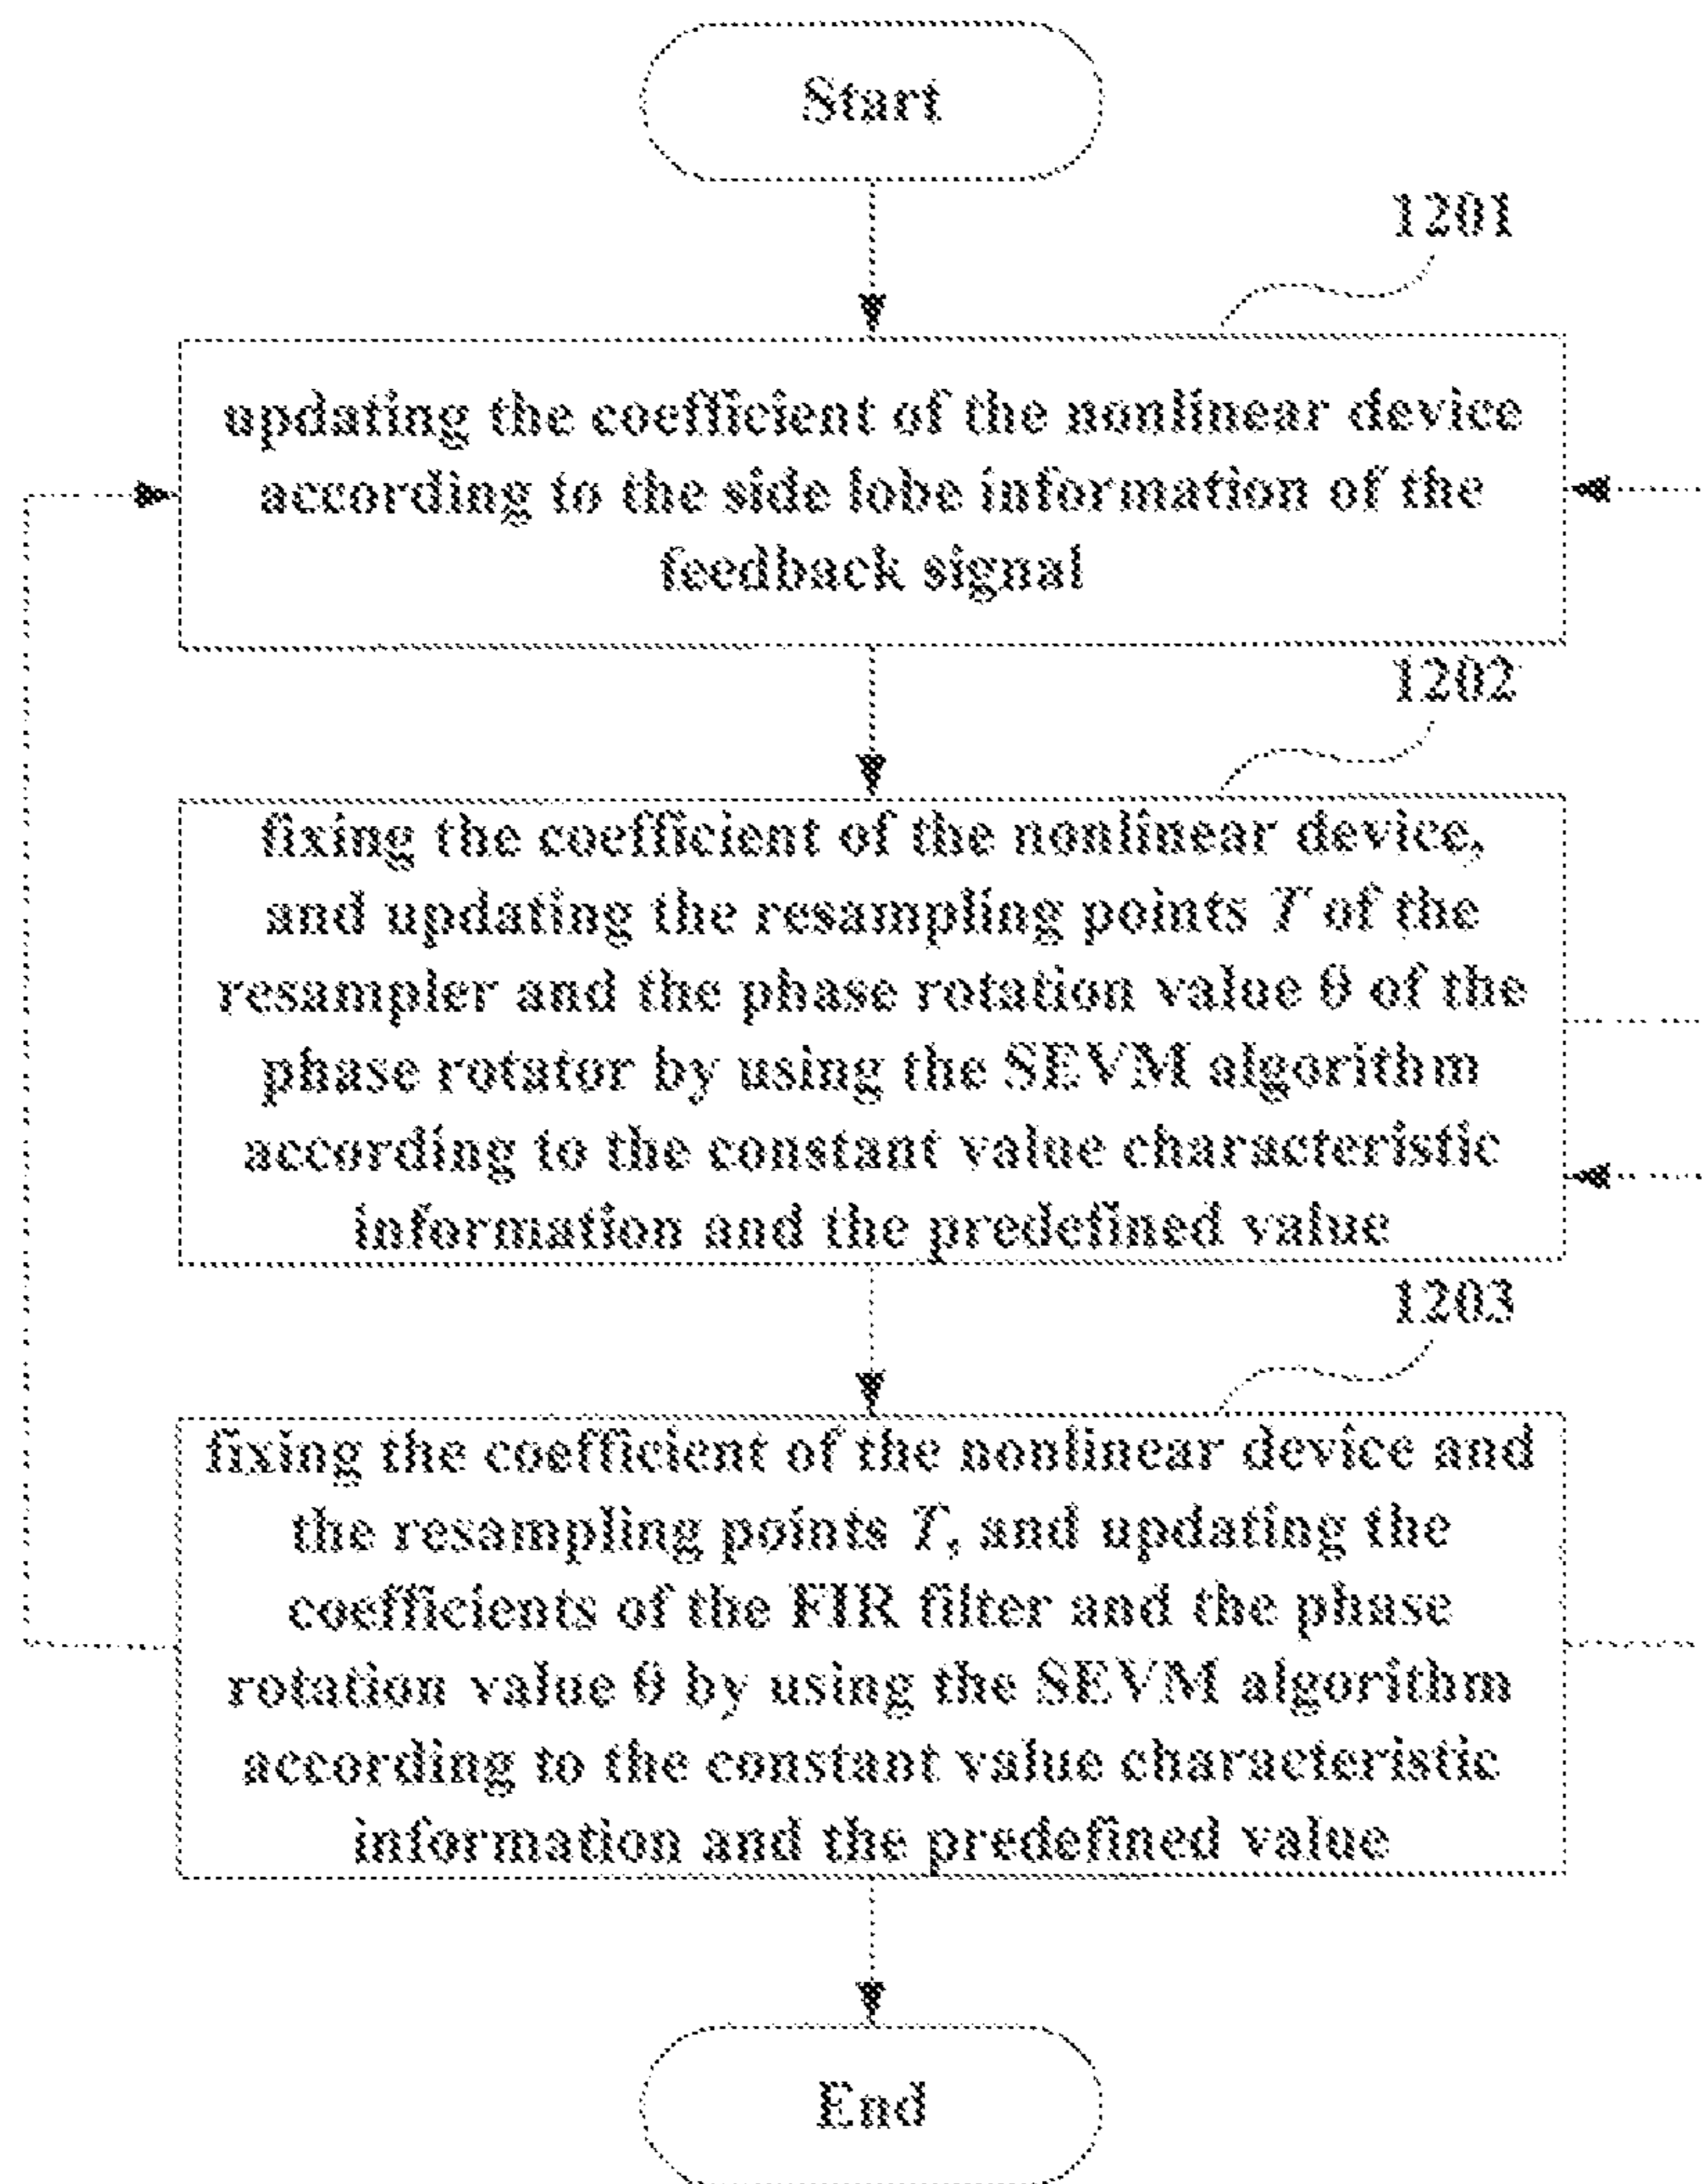 Start
1201
updating the coefficient of the nonlinear device
according to the side lobe information of the
feedback signal
1202
fixing the coefficient of the nonlinear device,
and updating the resampling points T of the
resampler and the phase rotation value θ of the
phase rotator by using the SEVM algorithm
according to the constant value characteristic
information and the predefined value
1203
fixing the coefficient of the nonlinear device and
the resampling points T, and updating the
coefficients of the FIR filter and the phase
rotation value θ by using the SEVM algorithm
according to the constant value characteristic
information and the predefined value
End